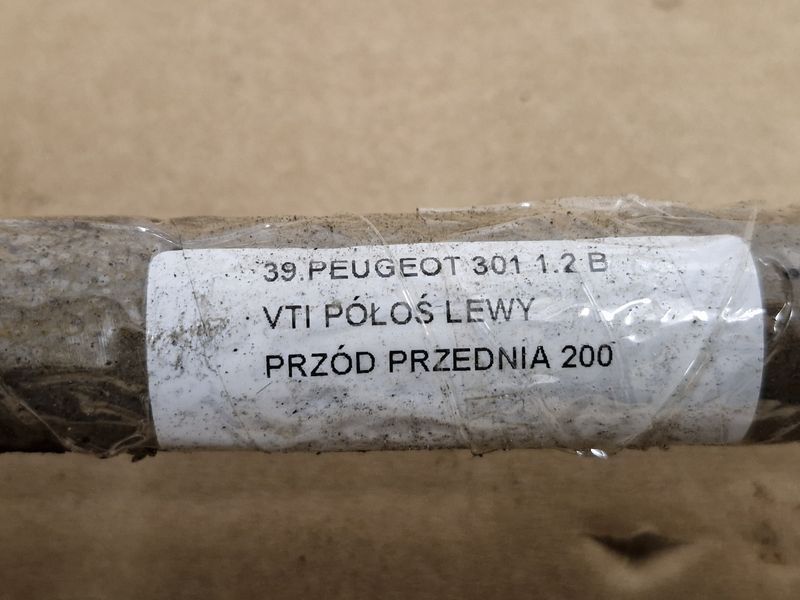 39.PEUGEOT 301 1.2 B
VTI PÓŁOŚ LEWY
PRZÓD PRZEDNIA 200